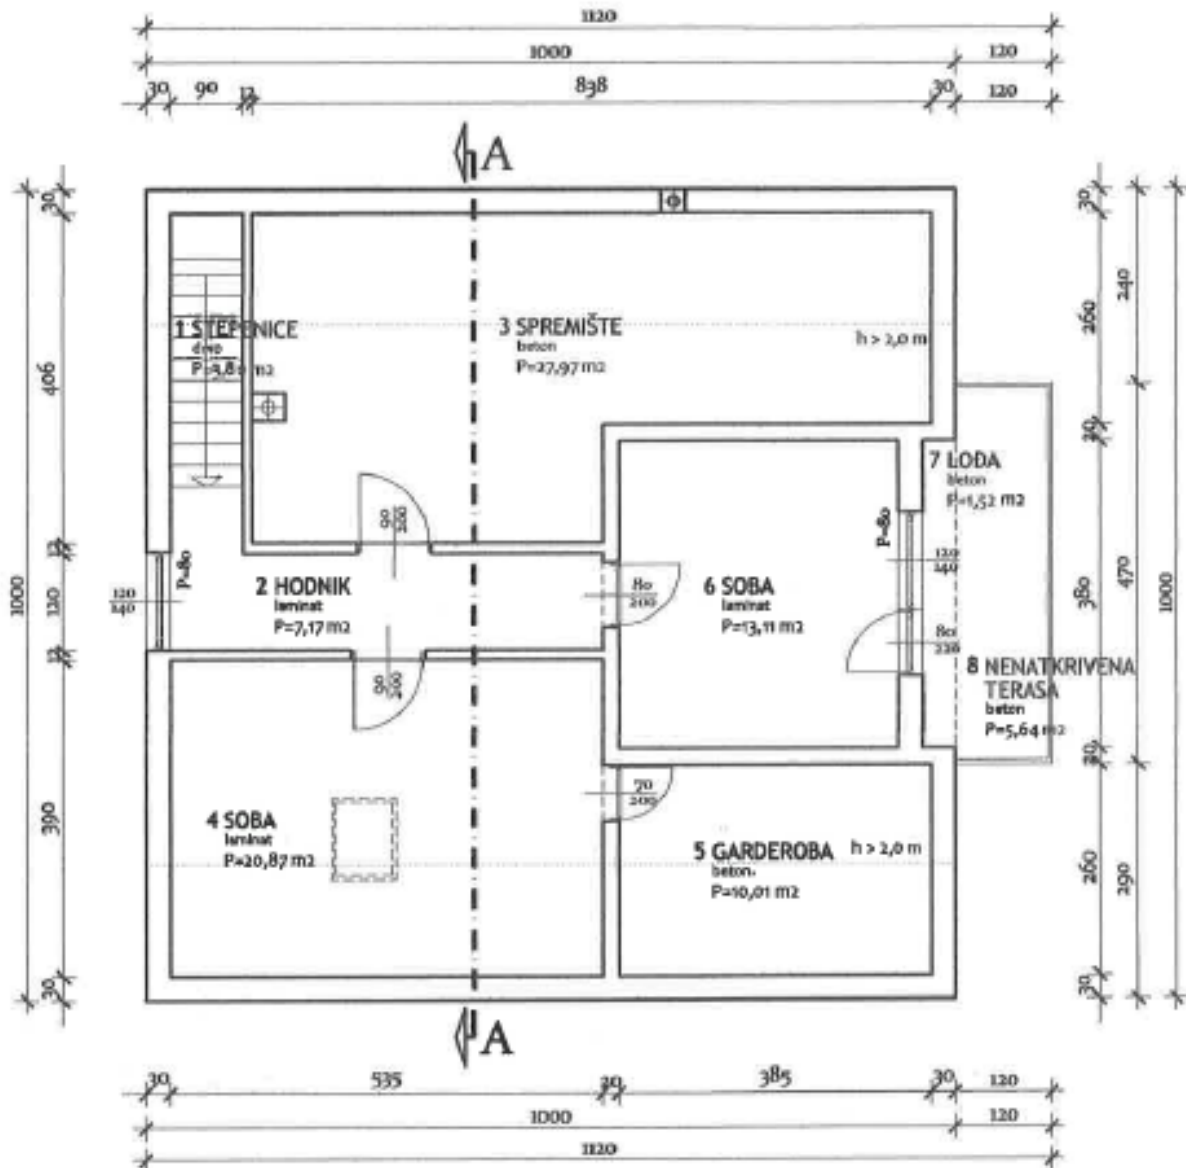 1120
1000
120
30
90
12
838
30
120
A
30
406
12
120
12
390
30
1000
1 STEPENICE
3 SPREMIŠTE
beton
P=27,97 m2
h > 2,0 m
90
200
7 LOĐA
beton
P=1,52 m2
P=80
120
140
P=80
120
140
2 HODNIK
laminat
P=7,17 m2
80
200
6 SOBA
laminat
P=13,11 m2
80
220
90
200
8 NENATKRIVENA
TERASA
beton
P=5,64 m2
70
200
4 SOBA
laminat
P=20,87 m2
5 GARDEROBA
beton
P=10,01 m2
h > 2,0 m
30
260
20
380
20
260
30
240
470
290
1000
A
30
535
20
385
30
120
1000
120
1120